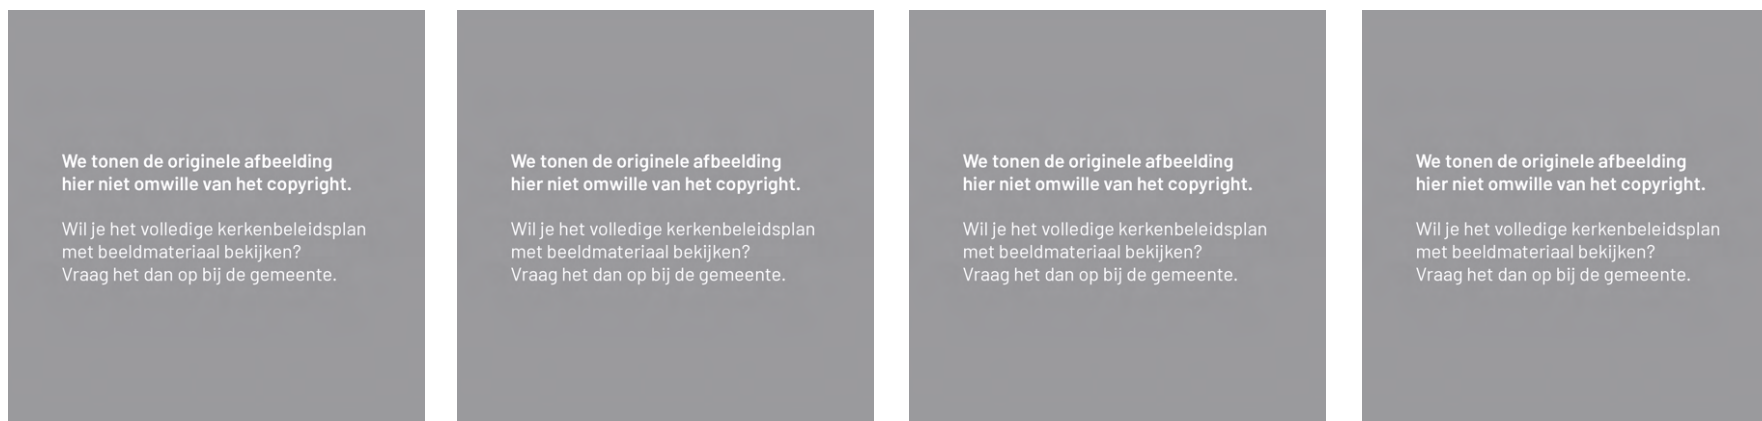 We tonen de originele afbeelding
hier niet omwille van het copyright.
Wil je het volledige kerkenbeleidsplan
met beeldmateriaal bekijken?
Vraag het dan op bij de gemeente.
We tonen de originele afbeelding
hier niet omwille van het copyright.
Wil je het volledige kerkenbeleidsplan
met beeldmateriaal bekijken?
Vraag het dan op bij de gemeente.
We tonen de originele afbeelding
hier niet omwille van het copyright.
Wil je het volledige kerkenbeleidsplan
met beeldmateriaal bekijken?
Vraag het dan op bij de gemeente.
We tonen de originele afbeelding
hier niet omwille van het copyright.
Wil je het volledige kerkenbeleidsplan
met beeldmateriaal bekijken?
Vraag het dan op bij de gemeente.